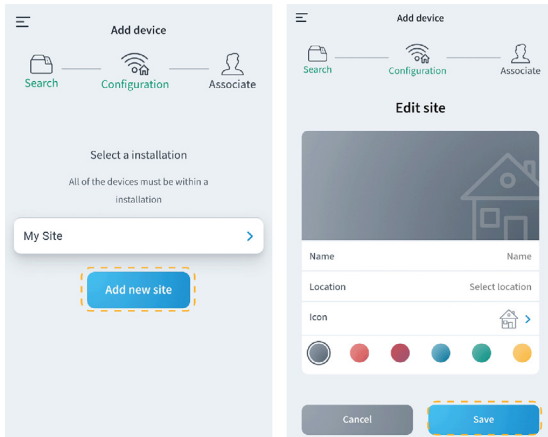 Add device
Search
Configuration
Associate
Select a installation
All of the devices must be within a
installation
My Site
Add new site
Add device
Search
Configuration
Associate
Edit site
Name
Name
Location
Select location
Icon
Cancel
Save